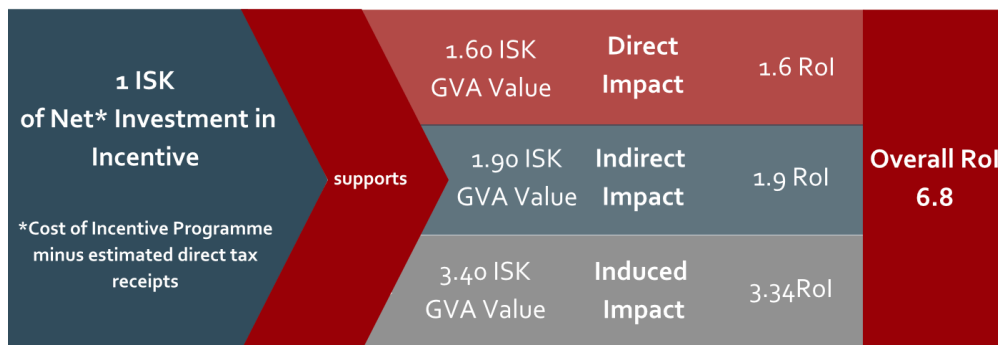 1 ISK
of Net* Investment in
Incentive
*Cost of Incentive Programme
minus estimated direct tax
receipts
supports
1.60 ISK
GVA Value
Direct
Impact
1.6 RoI
1.90 ISK
GVA Value
Indirect
Impact
1.9 RoI
3.40 ISK
GVA Value
Induced
Impact
3.34RoI
Overall RoI
6.8